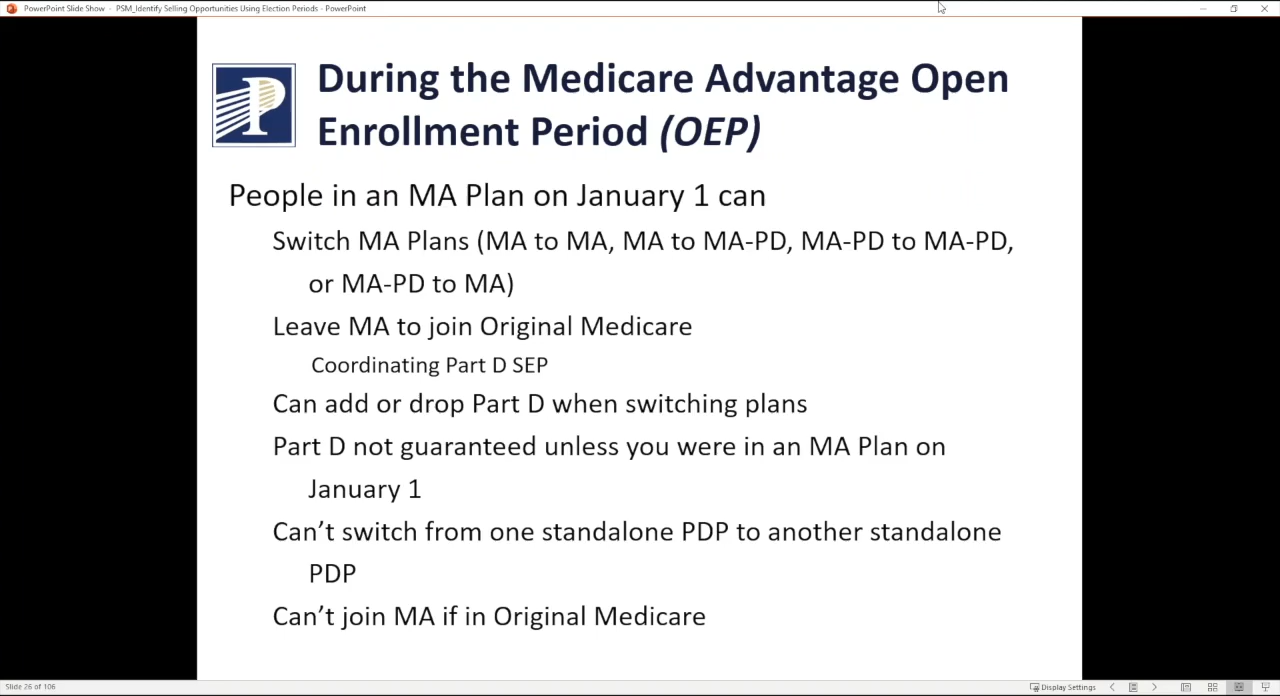 PowerPoint Slide Show - PSM_Identify Selling Opportunities Using Election Periods - PowerPoint
P
During the Medicare Advantage Open
Enrollment Period (OEP)
People in an MA Plan on January 1 can
Switch MA Plans (MA to MA, MA to MA-PD, MA-PD to MA-PD,
or MA-PD to MA)
Leave MA to join Original Medicare
Coordinating Part D SEP
Can add or drop Part D when switching plans
Part D not guaranteed unless you were in an MA Plan on
January 1
Can’t switch from one standalone PDP to another standalone
PDP
Can’t join MA if in Original Medicare
Slide 26 of 106
Display Settings